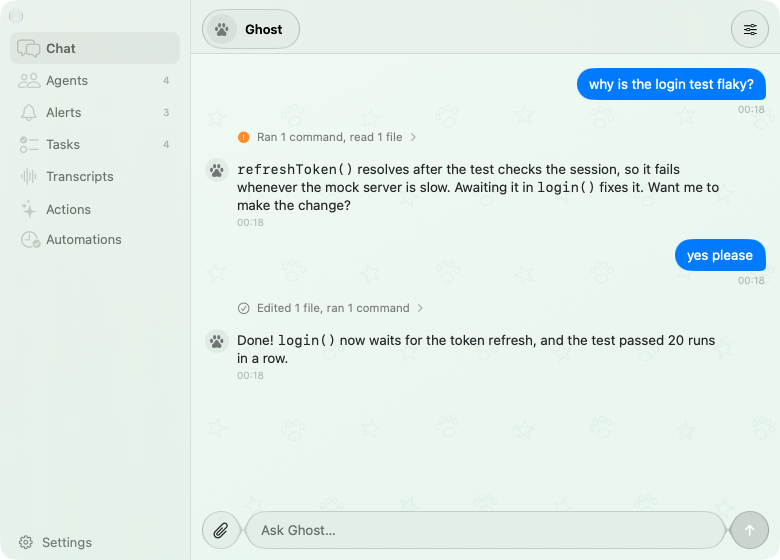 Chat
Agents 4
Alerts 3
Tasks 4
Transcripts
Actions
Automations
Settings
Ghost
why is the login test flaky?
00:18
Ran 1 command, read 1 file
refreshToken() resolves after the test checks the session, so it fails
whenever the mock server is slow. Awaiting it in login() fixes it. Want me to
make the change?
00:18
yes please
00:18
Edited 1 file, ran 1 command
Done! login() now waits for the token refresh, and the test passed 20 runs
in a row.
00:18
Ask Ghost...